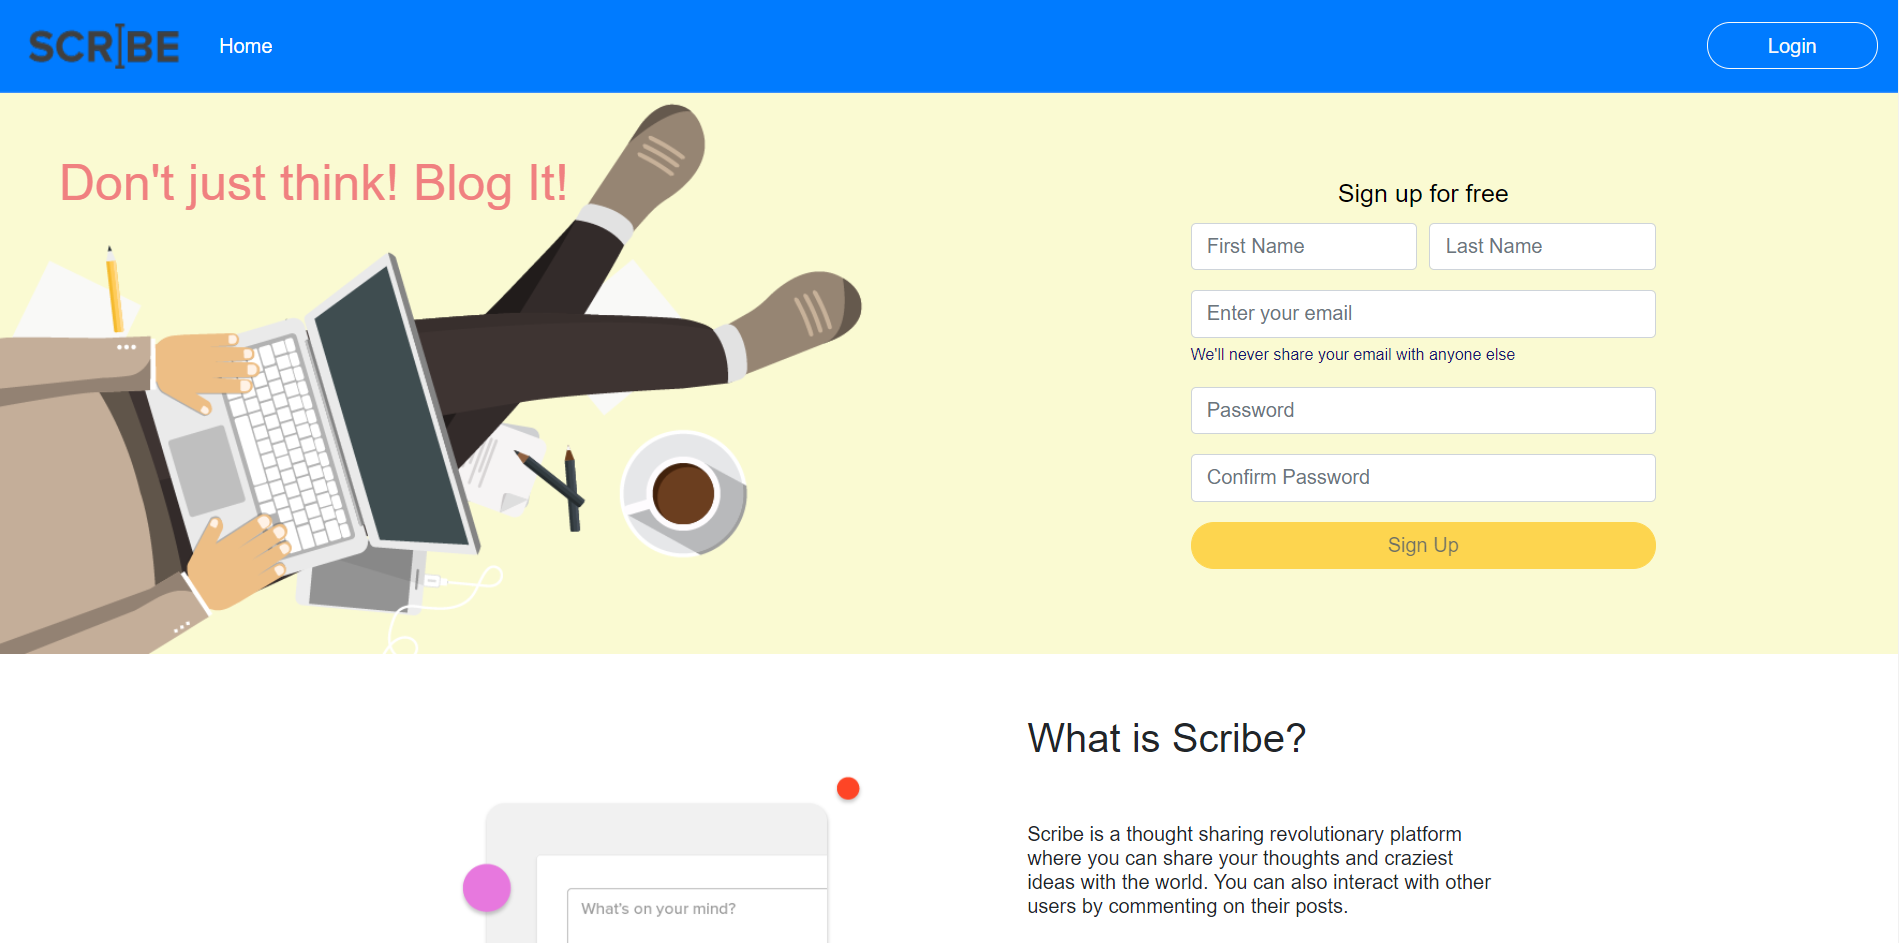 SCRIBE
Home
Login
Don't just think! Blog It!
Sign up for free
First Name
Last Name
Enter your email
We'll never share your email with anyone else
Password
Confirm Password
Sign Up
What is Scribe?
Scribe is a thought sharing revolutionary platform
where you can share your thoughts and craziest
ideas with the world. You can also interact with other
users by commenting on their posts.
What's on your mind?